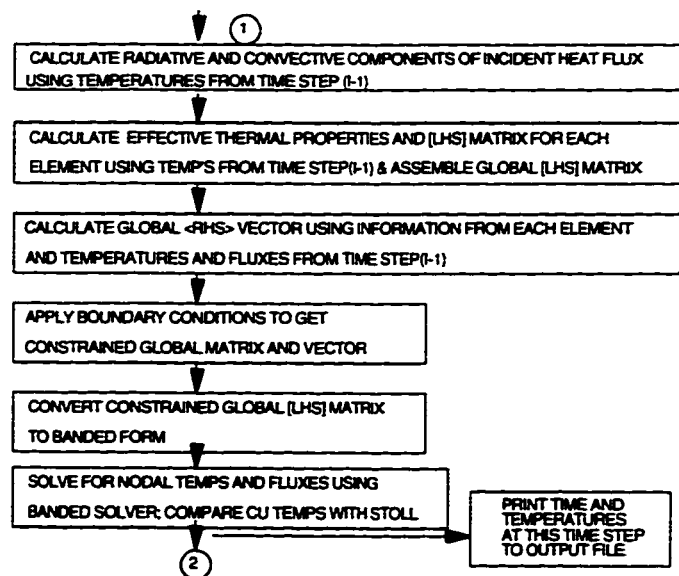 1
CALCULATE RADIATIVE AND CONVECTIVE COMPONENTS OF INCIDENT HEAT FLUX
USING TEMPERATURES FROM TIME STEP (I-1)
CALCULATE EFFECTIVE THERMAL PROPERTIES AND [LHS] MATRIX FOR EACH
ELEMENT USING TEMP'S FROM TIME STEP(I-1) & ASSEMBLE GLOBAL [LHS] MATRIX
CALCULATE GLOBAL <RHS> VECTOR USING INFORMATION FROM EACH ELEMENT
AND TEMPERATURES AND FLUXES FROM TIME STEP(I-1)
APPLY BOUNDARY CONDITIONS TO GET
CONSTRAINED GLOBAL MATRIX AND VECTOR
CONVERT CONSTRAINED GLOBAL [LHS] MATRIX
TO BANDED FORM
SOLVE FOR NODAL TEMPS AND FLUXES USING
BANDED SOLVER; COMPARE CU TEMPS WITH STOLL
PRINT TIME AND
TEMPERATURES
AT THIS TIME STEP
TO OUTPUT FILE
2